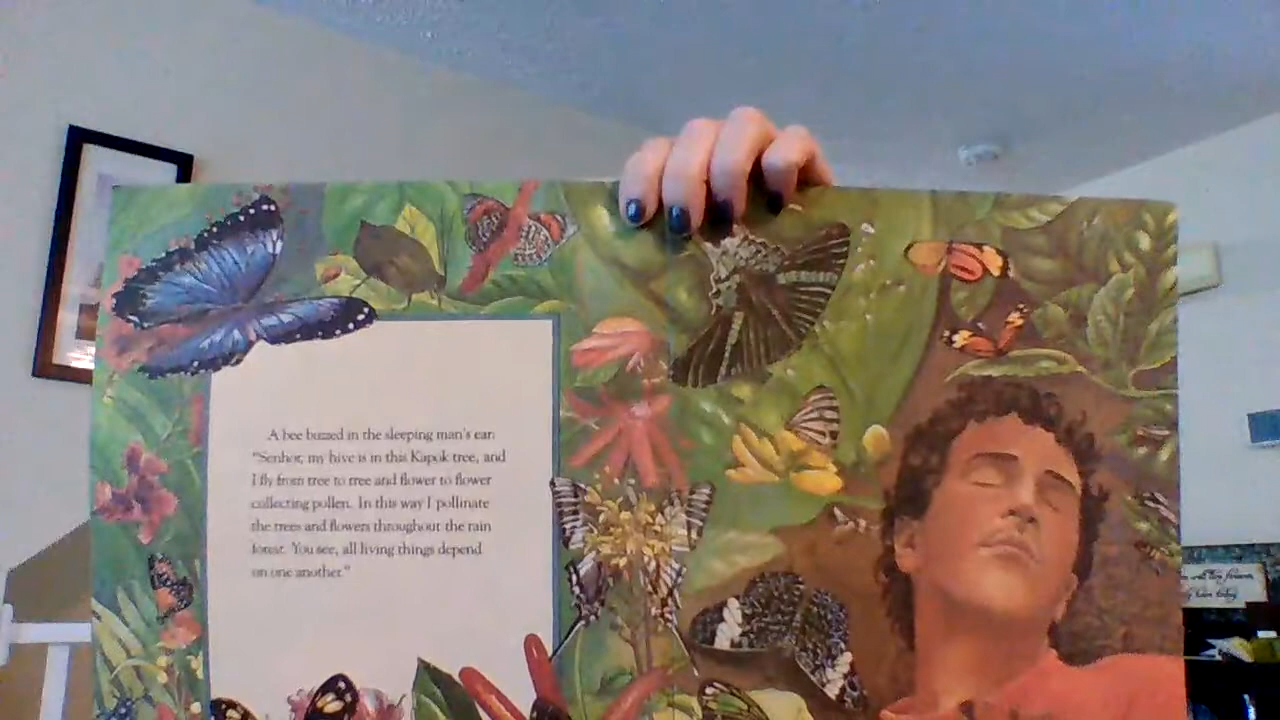 A bee buzzed in the sleeping man's ear:
"Senhor, my hive is in this Kapok tree, and
I fly from tree to tree and flower to flower
collecting pollen. In this way I pollinate
the trees and flowers throughout the rain
forest. You see, all living things depend
on one another."